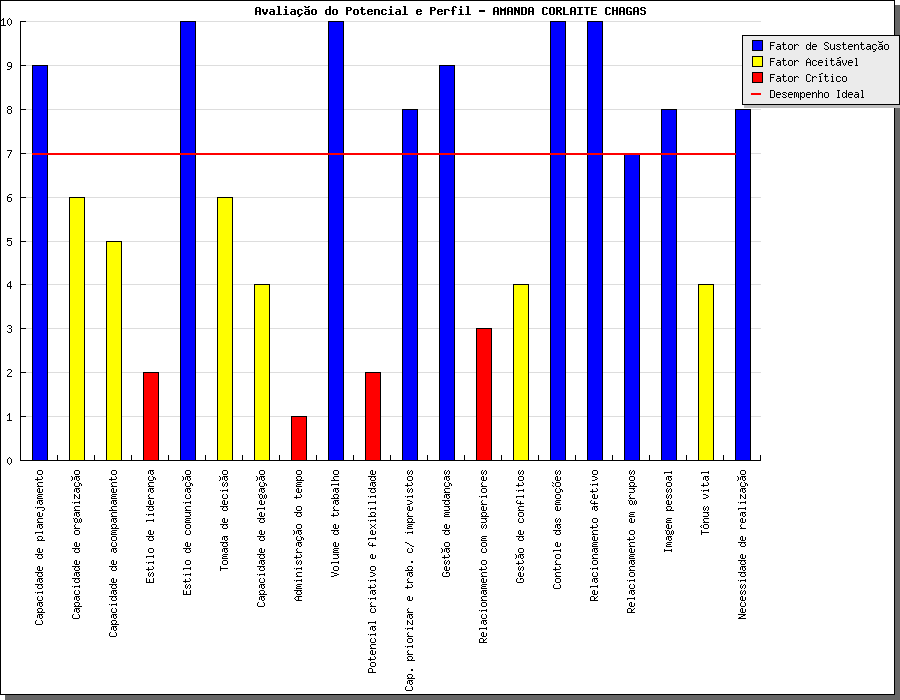 Avaliação do Potencial e Perfil - AMANDA CORLAITE CHAGAS
Fator de Sustentação
Fator Aceitável
Fator Crítico
Desempenho Ideal
10
9
8
7
6
5
4
3
2
1
0
Capacidade de planejamento
Capacidade de organização
Capacidade de acompanhamento
Estilo de liderança
Estilo de comunicação
Tomada de decisão
Capacidade de delegação
Administração do tempo
Volume de trabalho
Potencial criativo e flexibilidade
Cap. priorizar e trab. c/ imprevistos
Gestão de mudanças
Relacionamento com superiores
Gestão de conflitos
Controle das emoções
Relacionamento afetivo
Relacionamento em grupos
Imagem pessoal
Tônus vital
Necessidade de realização